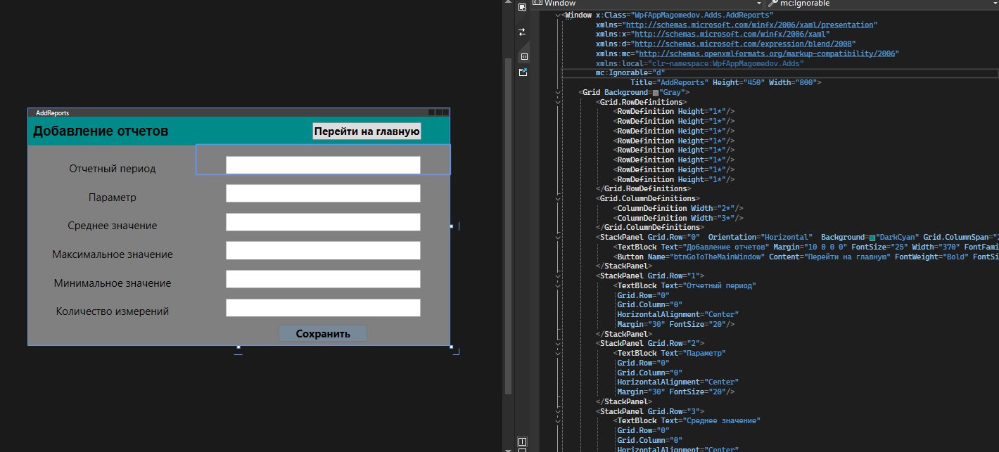 AddReports
Добавление отчетов
Перейти на главную
Отчетный период
Параметр
Среднее значение
Максимальное значение
Минимальное значение
Количество измерений
Сохранить
Window
mc:Ignorable
<Window x:Class="WpfAppMagomedov.Adds.AddReports"
xmlns="http://schemas.microsoft.com/winfx/2006/xaml/presentation"
xmlns:x="http://schemas.microsoft.com/winfx/2006/xaml"
xmlns:d="http://schemas.microsoft.com/expression/blend/2008"
xmlns:mc="http://schemas.openxmlformats.org/markup-compatibility/2006"
xmlns:local="clr-namespace:WpfAppMagomedov.Adds"
mc:Ignorable="d"
Title="AddReports" Height="450" Width="800">
<Grid Background="Gray">
<Grid.RowDefinitions>
<RowDefinition Height="1*"/>
<RowDefinition Height="1*"/>
<RowDefinition Height="1*"/>
<RowDefinition Height="1*"/>
<RowDefinition Height="1*"/>
<RowDefinition Height="1*"/>
<RowDefinition Height="1*"/>
<RowDefinition Height="1*"/>
</Grid.RowDefinitions>
<Grid.ColumnDefinitions>
<ColumnDefinition Width="2*"/>
<ColumnDefinition Width="3*"/>
</Grid.ColumnDefinitions>
<StackPanel Grid.Row="0" Orientation="Horizontal" Background="DarkCyan" Grid.ColumnSpan="
<TextBlock Text="Добавление отчетов" Margin="10 0 0 0" FontSize="25" Width="370" FontFami
<Button Name="btnGoToTheMainWindow" Content="Перейти на главную" FontWeight="Bold" FontSi
</StackPanel>
<StackPanel Grid.Row="1">
<TextBlock Text="Отчетный период"
Grid.Row="0"
Grid.Column="0"
HorizontalAlignment="Center"
Margin="30" FontSize="20"/>
</StackPanel>
<StackPanel Grid.Row="2">
<TextBlock Text="Параметр"
Grid.Row="0"
Grid.Column="0"
HorizontalAlignment="Center"
Margin="30" FontSize="20"/>
</StackPanel>
<StackPanel Grid.Row="3">
<TextBlock Text="Среднее значение"
Grid.Row="0"
Grid.Column="0"
HorizontalAlignment="Center"